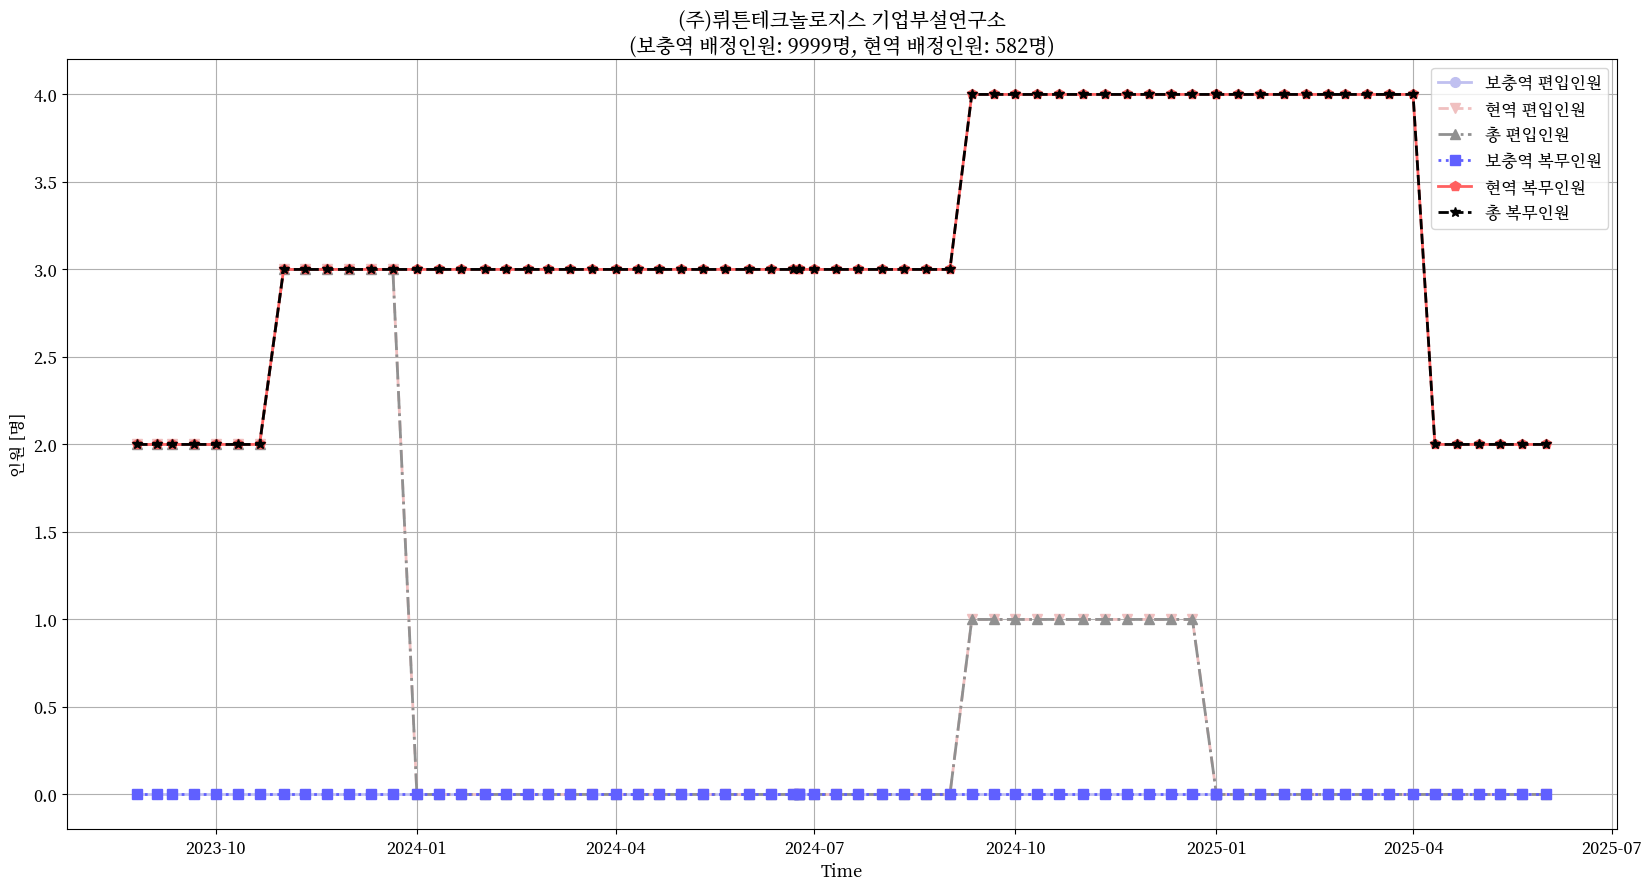 (주)뤼튼테크놀로지스 기업부설연구소
(보충역 배정인원: 9999명, 현역 배정인원: 582명)
보충역 편입인원
현역 편입인원
총 편입인원
보충역 복무인원
현역 복무인원
총 복무인원
인원 [명]
4.0
3.5
3.0
2.5
2.0
1.5
1.0
0.5
0.0
2023-10
2024-01
2024-04
2024-07
2024-10
2025-01
2025-04
2025-07
Time